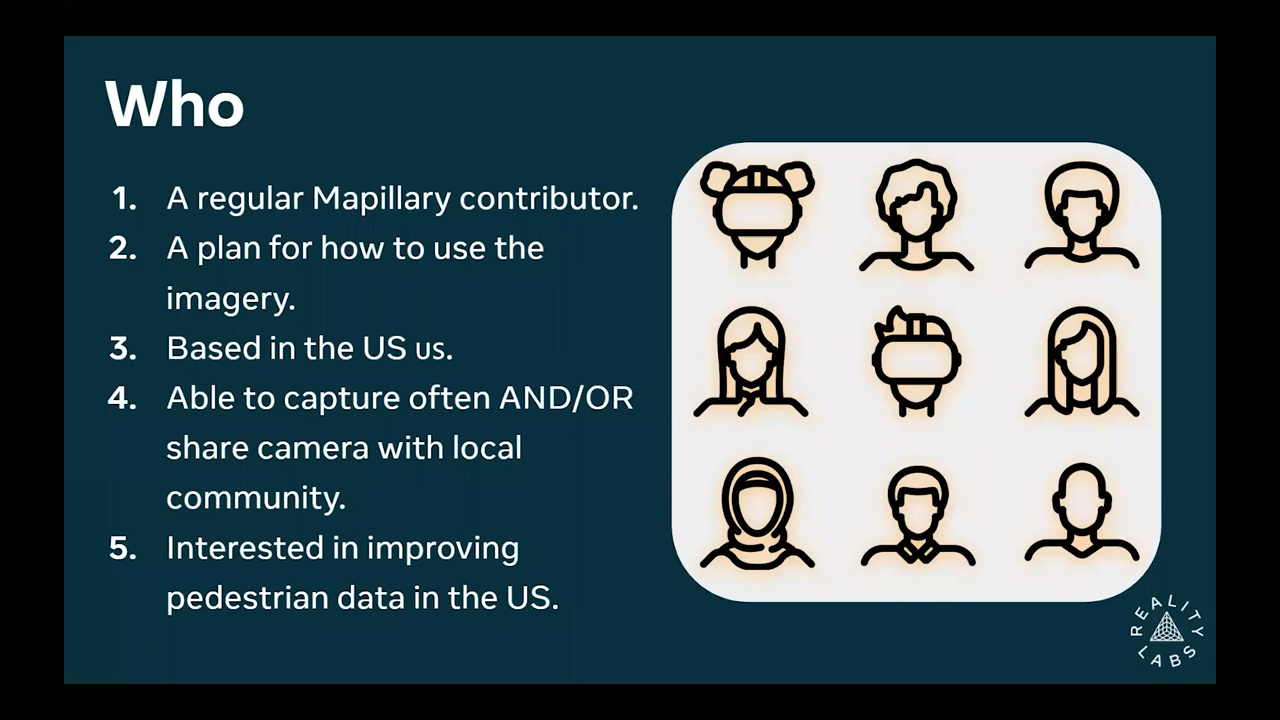 Who
1. A regular Mapillary contributor.
2. A plan for how to use the
imagery.
3. Based in the US us.
4. Able to capture often AND/OR
share camera with local
community.
5. Interested in improving
pedestrian data in the US.
REALITY
LABS